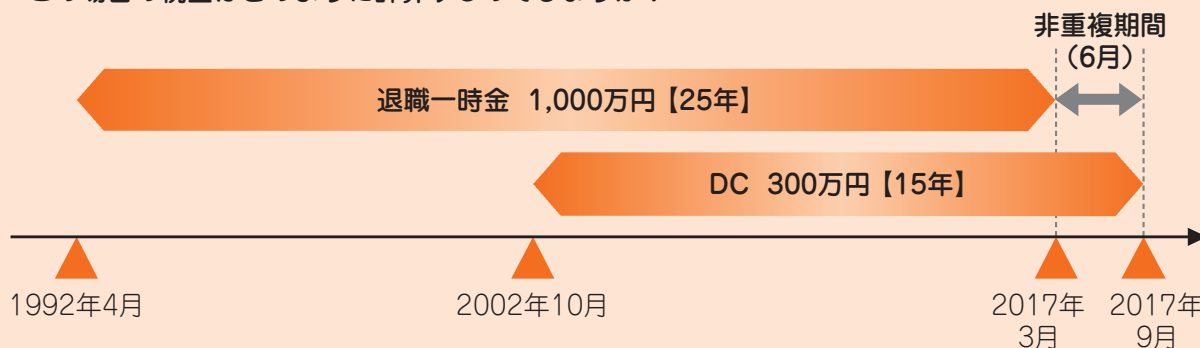 非重複期間
（6月）
退職一時金 1,000万円【25年】
DC 300万円【15年】
1992年4月
2002年10月
2017年
3月
2017年
9月